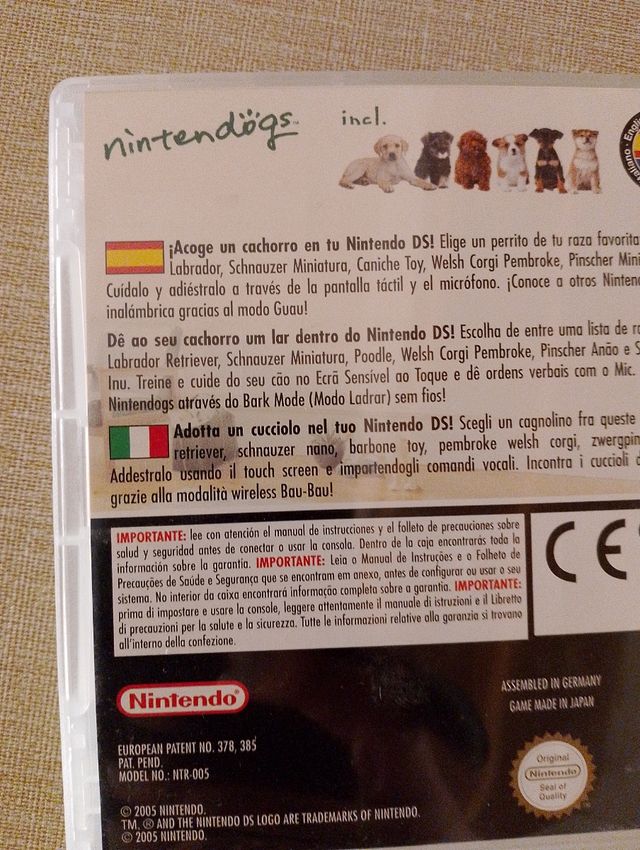 nintendögs™ incl.
¡Acoge un cachorro en tu Nintendo DS! Elige un perrito de tu raza favorita
Labrador, Schnauzer Miniatura, Caniche Toy, Welsh Corgi Pembroke, Pinscher Mini
Cuídalo y adiéstralo a través de la pantalla táctil y el micrófono. ¡Conoce a otros
inalámbrica gracias al modo Guau!
Dê ao seu cachorro um lar dentro do Nintendo DS! Escolha de entre uma lista de
Labrador Retriever, Schnauzer Miniatura, Poodle, Welsh Corgi Pembroke, Pinscher Anão e
Inu. Treine e cuide do seu cão no Ecrã Sensível ao Toque e dê ordens verbais com o Mic.
Nintendogs através do Bark Mode (Modo Ladrar) sem fios!
Adotta un cucciolo nel tuo Nintendo DS! Scegli un cagnolino fra queste
retriever, schnauzer nano, barbone toy, pembroke welsh corgi,
Addestralo usando il touch screen e impartendogli comandi vocali. Incontra i cuccioli
grazie alla modalità wireless Bau-Bau!
IMPORTANTE: lee con atención el manual de instrucciones y el folleto de precauciones sobre
salud y seguridad antes de conectar o usar la consola. Dentro de la caja encontrarás toda la
información sobre la garantía. IMPORTANTE: Leia o Manual de Instruções e o Folheto de
Precauções de Saúde e Segurança que se encontram em anexo, antes de configurar ou usar o seu
sistema. No interior da caixa encontrará informação completa sobre a garantia. IMPORTANTE:
prima di impostare e usare la console, leggere attentamente il manuale di istruzioni e il Libretto
di precauzioni per la salute e la sicurezza. Tutte le informazioni relative alla garanzia si trovano
all'interno della confezione.
CE
Nintendo®
ASSEMBLED IN GERMANY
GAME MADE IN JAPAN
EUROPEAN PATENT NO. 378, 385
PAT. PEND.
MODEL NO.: NTR-005
Original
Nintendo
Seal of
Quality
© 2005 NINTENDO.
TM, ® AND THE NINTENDO DS LOGO ARE TRADEMARKS OF NINTENDO.
© 2005 NINTENDO.